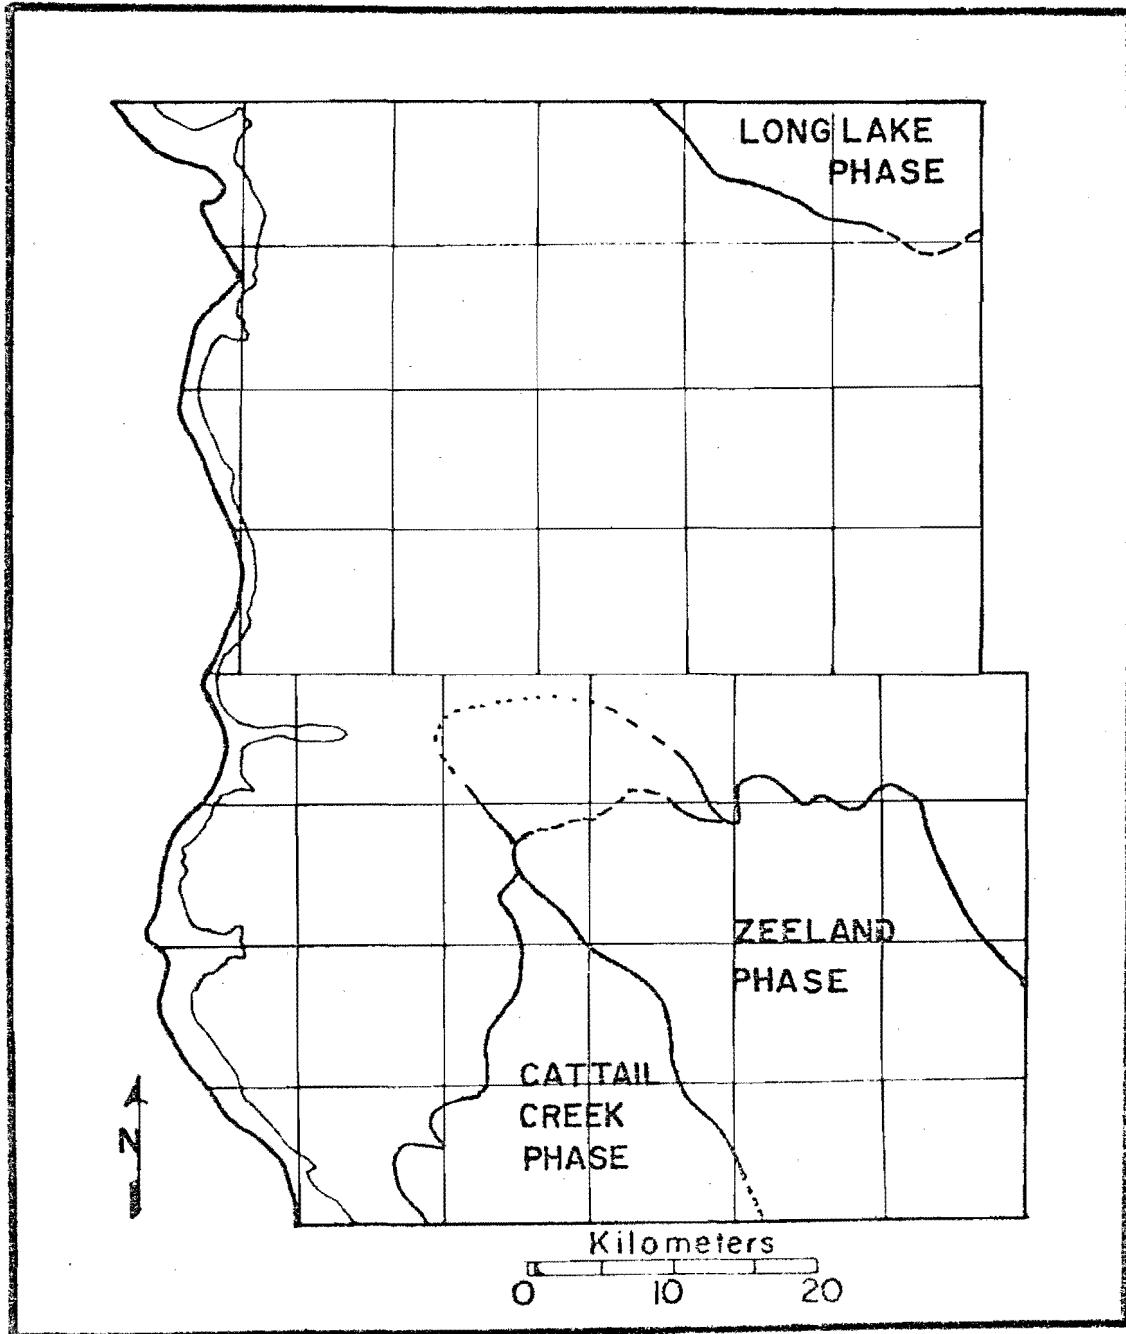 LONG LAKE
PHASE
ZEELAND
PHASE
CATTAIL
CREEK
PHASE
N
Kilometers
0 10 20